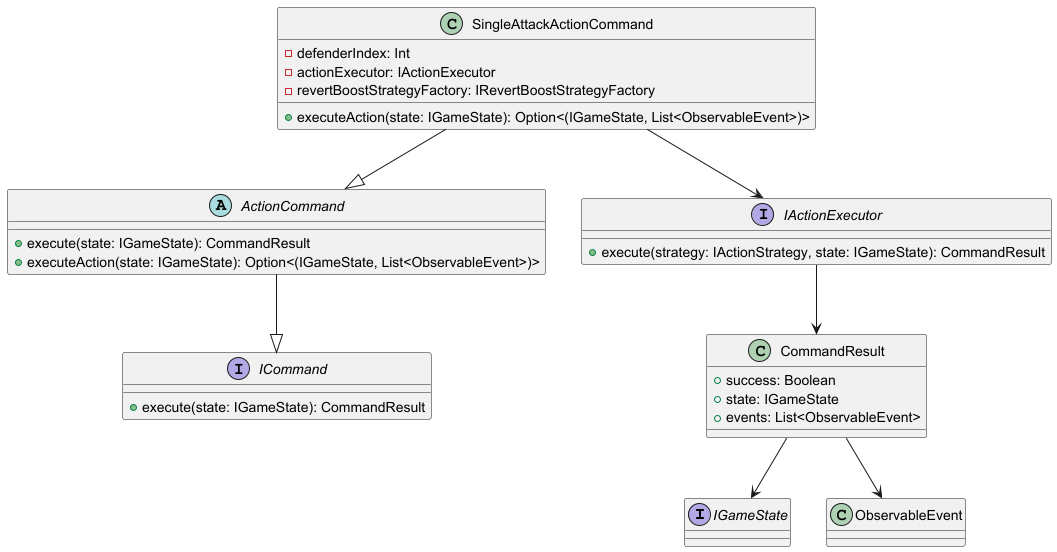 C SingleAttackActionCommand
defenderIndex: Int
actionExecutor: IActionExecutor
revertBoostStrategyFactory: IRevertBoostStrategyFactory
executeAction(state: IGameState): Option<(IGameState, List<ObservableEvent>)>
A ActionCommand
execute(state: IGameState): CommandResult
executeAction(state: IGameState): Option<(IGameState, List<ObservableEvent>)>
I IActionExecutor
execute(strategy: IActionStrategy, state: IGameState): CommandResult
I ICommand
execute(state: IGameState): CommandResult
C CommandResult
success: Boolean
state: IGameState
events: List<ObservableEvent>
I IGameState
C ObservableEvent